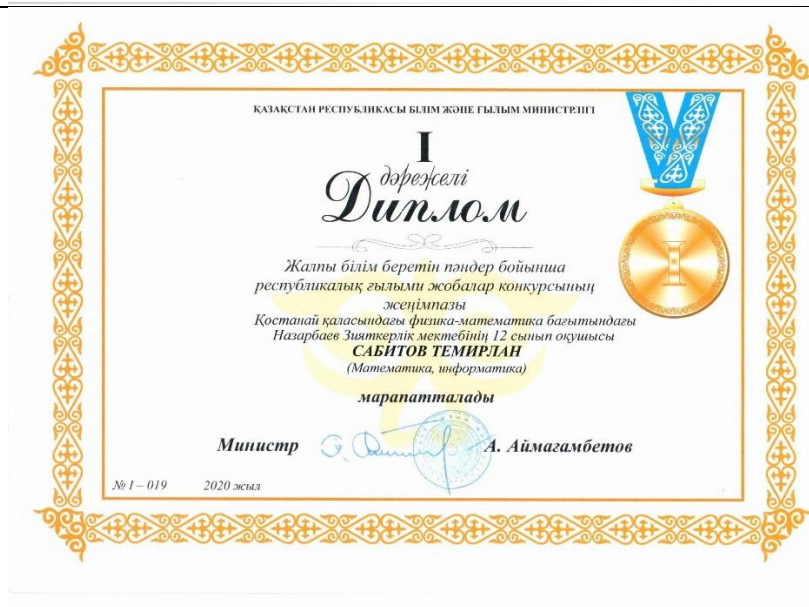 ҚАЗАҚСТАН РЕСПУБЛИКАСЫ БІЛІМ ЖӘНЕ ҒЫЛЫМ МИНИСТРЛІГІ
I
дәрежелі
Диплом
Жалпы білім беретін пәндер бойынша
республикалық ғылыми жобалар конкурсының
жеңімпазы
Қостанай қаласындағы физика-математика бағытындағы
Назарбаев Зияткерлік мектебінің 12 сынып оқушысы
САБИТОВ ТЕМИРЛАН
(Математика, информатика)
марапатталады
Министр А. Аймагамбетов
№ I – 019 2020 жыл
I